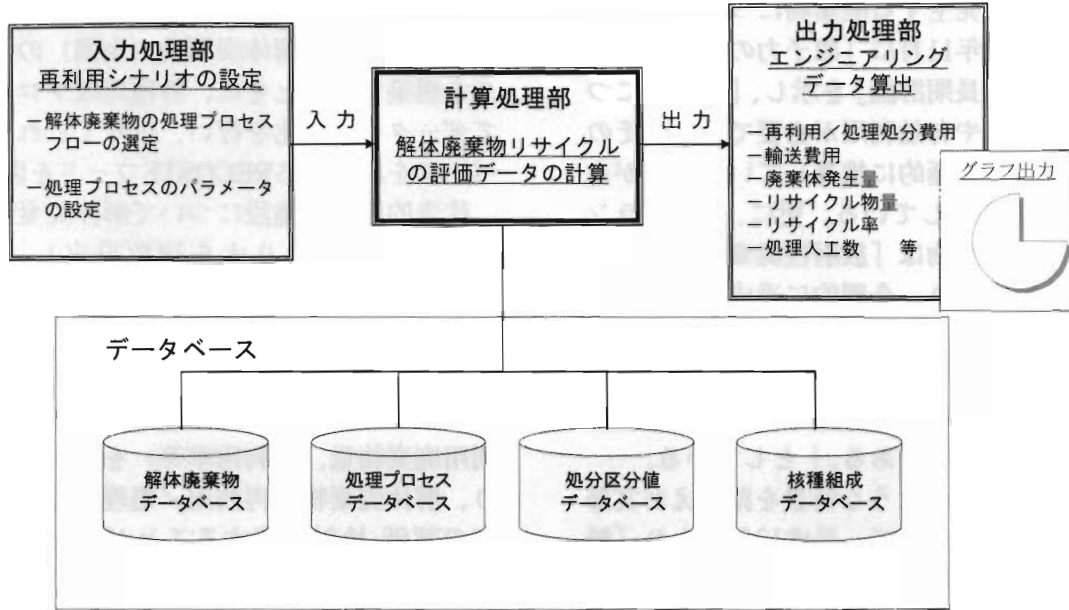 入力処理部
再利用シナリオの設定
−解体廃棄物の処理プロセス
フローの選定
−処理プロセスのパラメータ
の設定
入 力
計算処理部
解体廃棄物リサイクル
の評価データの計算
出 力
出力処理部
エンジニアリング
データ算出
−再利用／処理処分費用
−輸送費用
−廃棄体発生量
−リサイクル物量
−リサイクル率
−処理人工数　等
グラフ出力
データベース
解体廃棄物
データベース
処理プロセス
データベース
処分区分値
データベース
核種組成
データベース